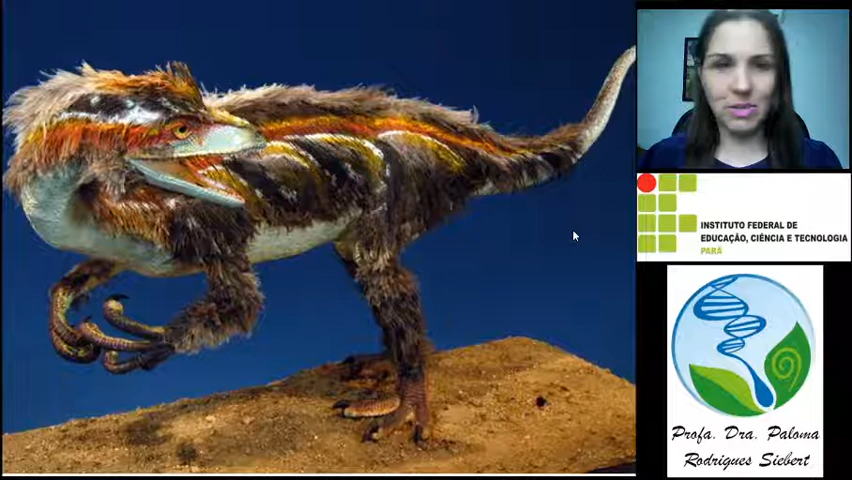 INSTITUTO FEDERAL DE
EDUCAÇÃO, CIÊNCIA E TECNOLOGIA
PARÁ
Profa. Dra. Paloma
Rodrigues Siebert